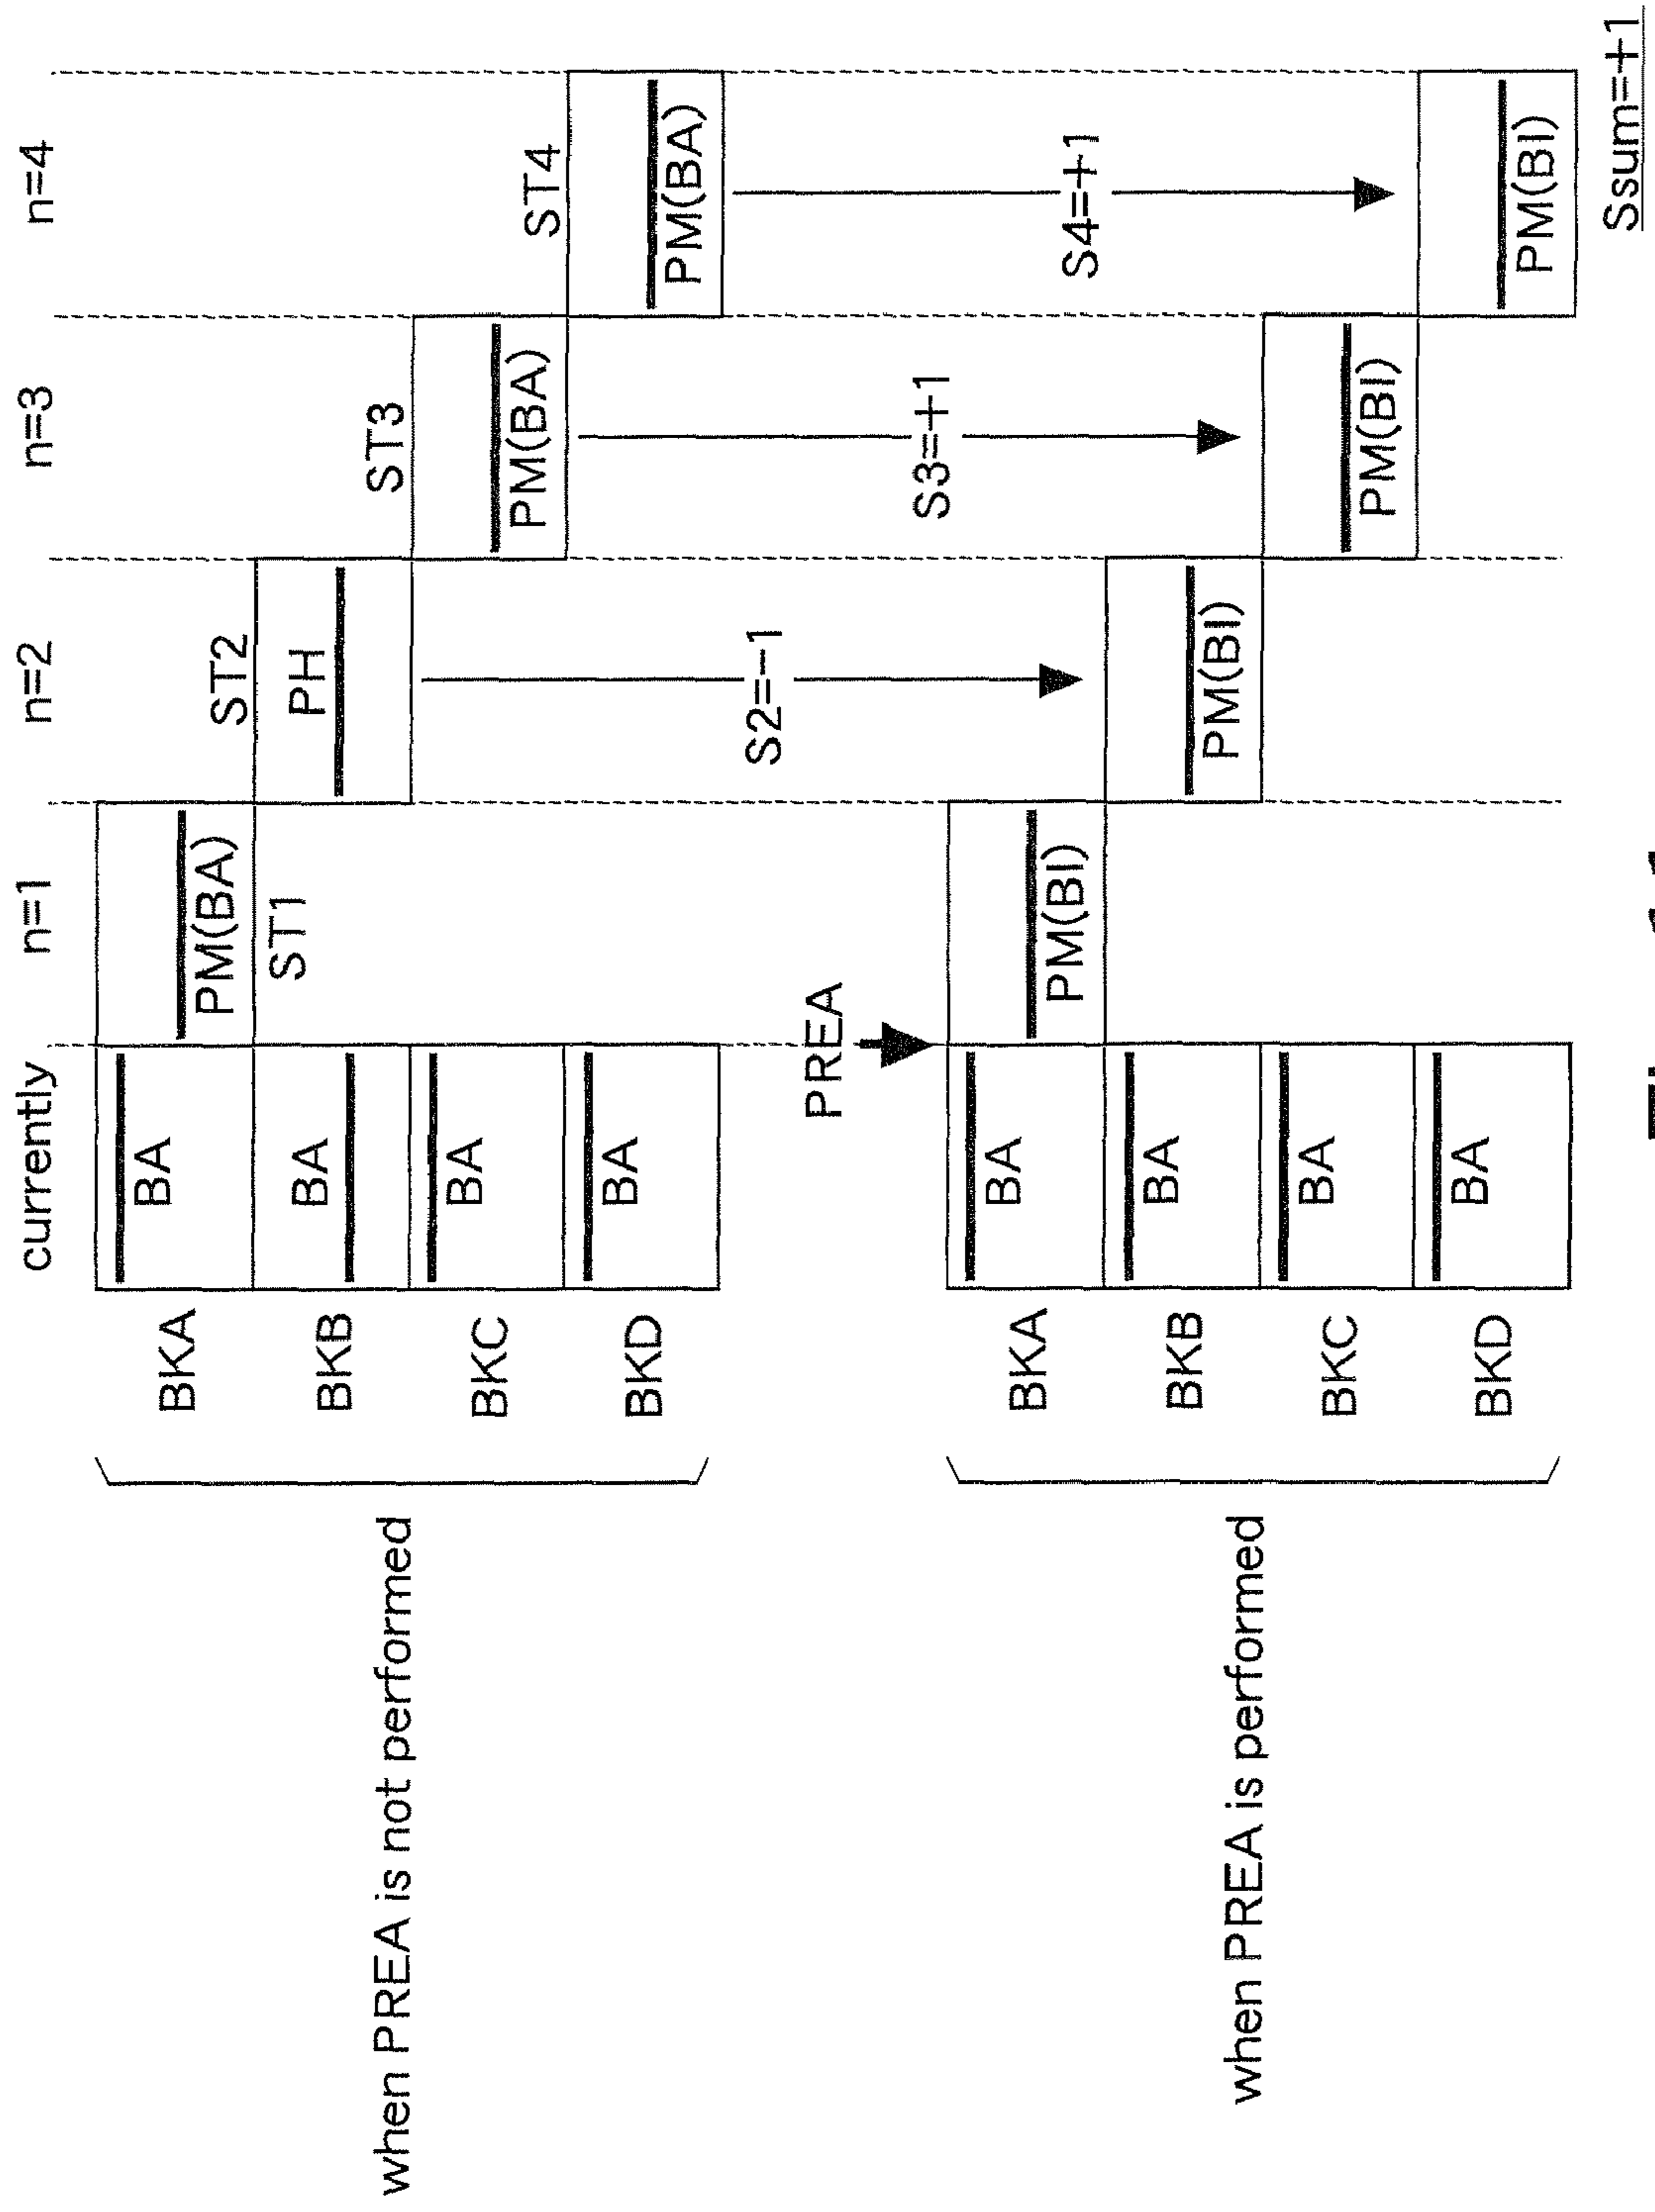 currently n=1 n=2 n=3 n=4
when PREA is not performed
BKA BA PM(BA)
ST1
ST2
BKB BA PH
ST3
BKC BA PM(BA)
ST4
BKD BA PM(BA)
S2=-1 S3=+1 S4=+1
PREA
when PREA is performed
BKA BA PM(BI)
BKB BA PM(BI)
BKC BA PM(BI)
BKD BA PM(BI)
Ssum=+1